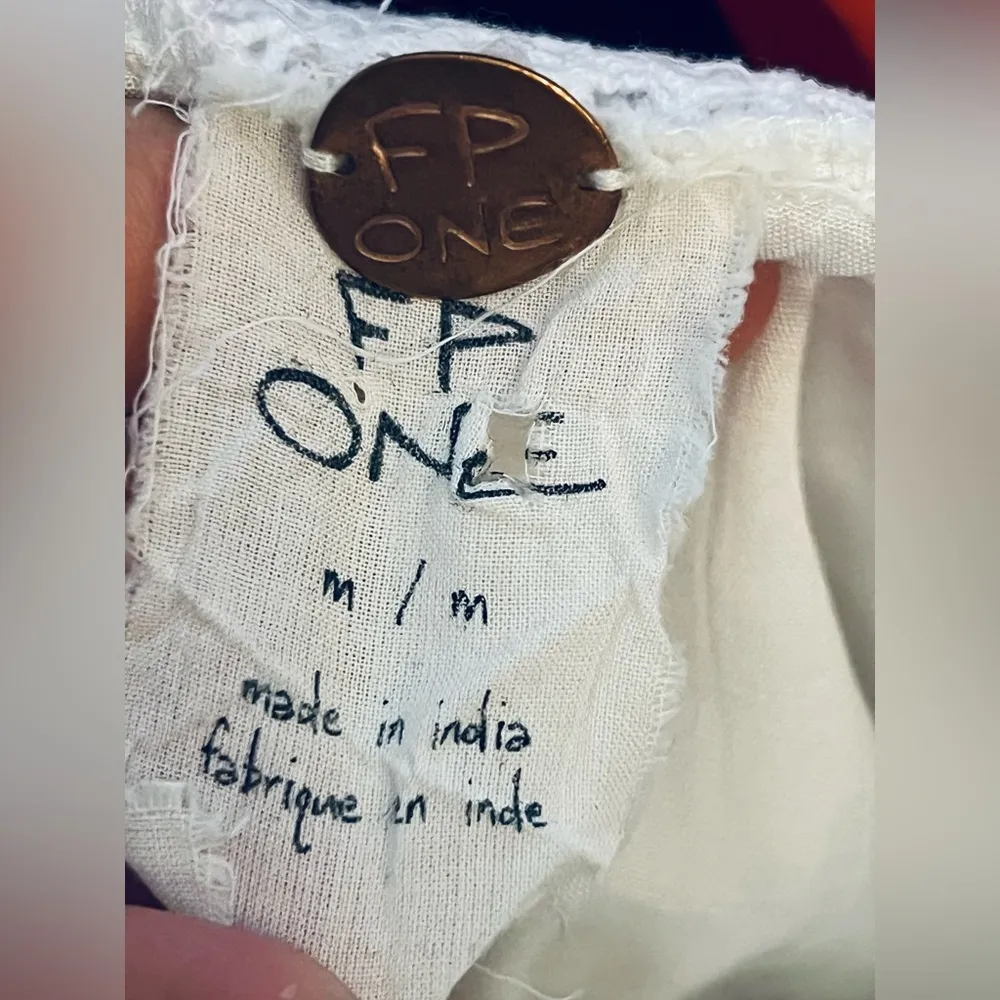 FP
ONE
FP
ONE
m / m
made in india
fabrique en inde